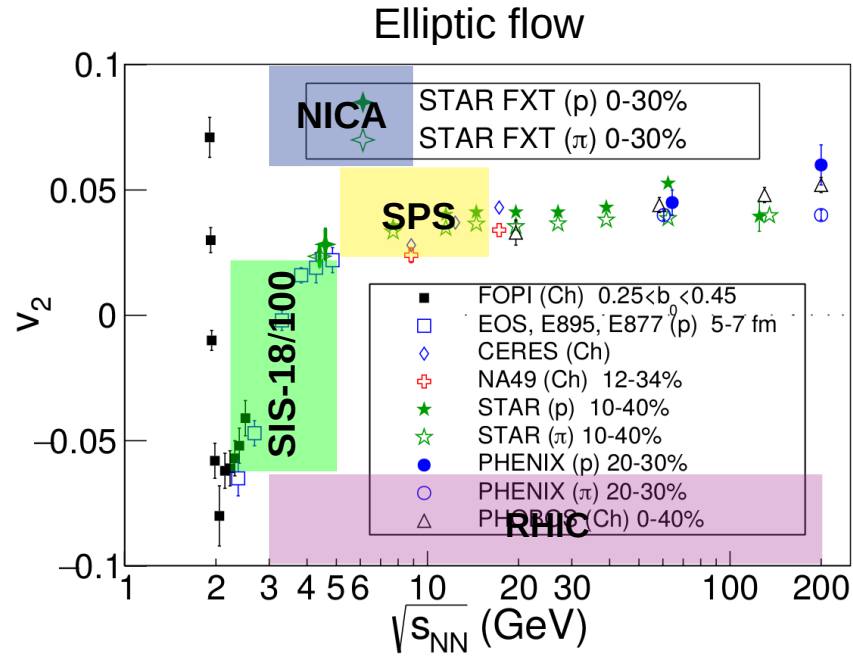 Elliptic flow
0.1
0.05
0
−0.05
−0.1
v2
NICA
STAR FXT (p) 0-30%
STAR FXT (π) 0-30%
SPS
SIS-18/100
FOPI (Ch) 0.25<b0<0.45
EOS, E895, E877 (p) 5-7 fm
CERES (Ch)
NA49 (Ch) 12-34%
STAR (p) 10-40%
STAR (π) 10-40%
PHENIX (p) 20-30%
PHENIX (π) 20-30%
PHOBOS (Ch) 0-40%
RHIC
1 2 3 4 5 6 10 20 30 100 200
√sNN (GeV)